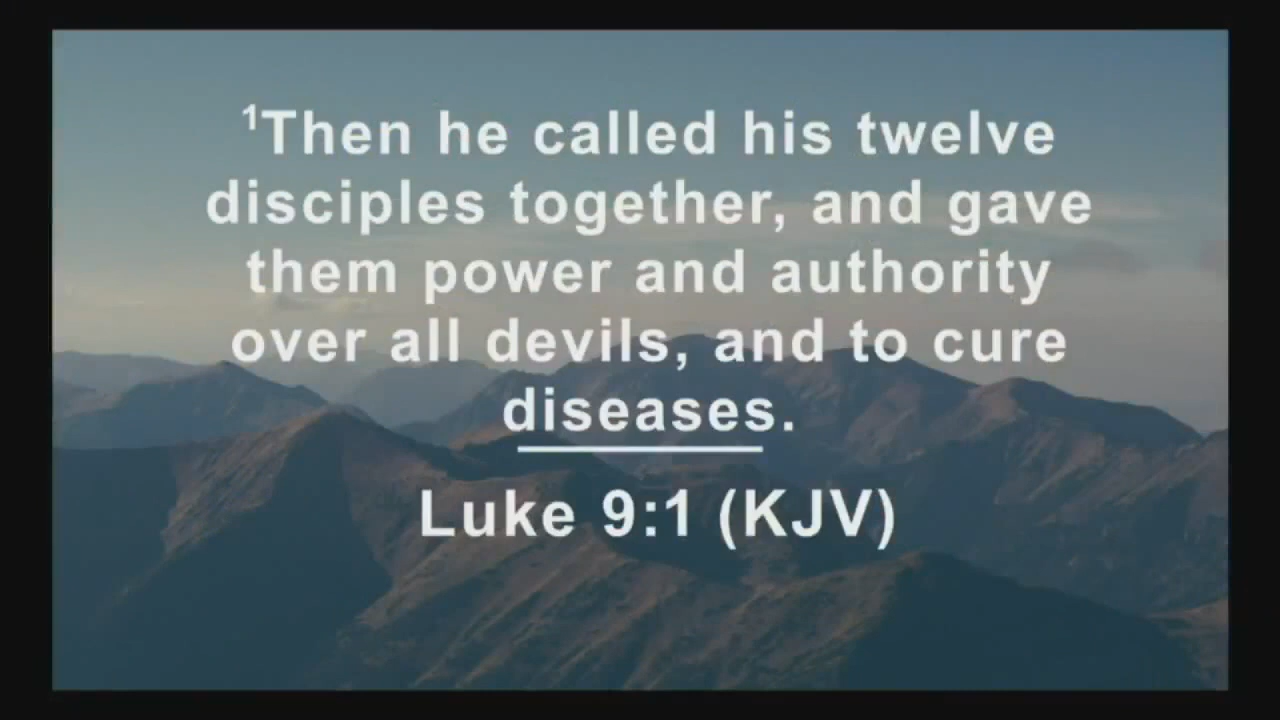 ¹Then he called his twelve
disciples together, and gave
them power and authority
over all devils, and to cure
diseases.
Luke 9:1 (KJV)